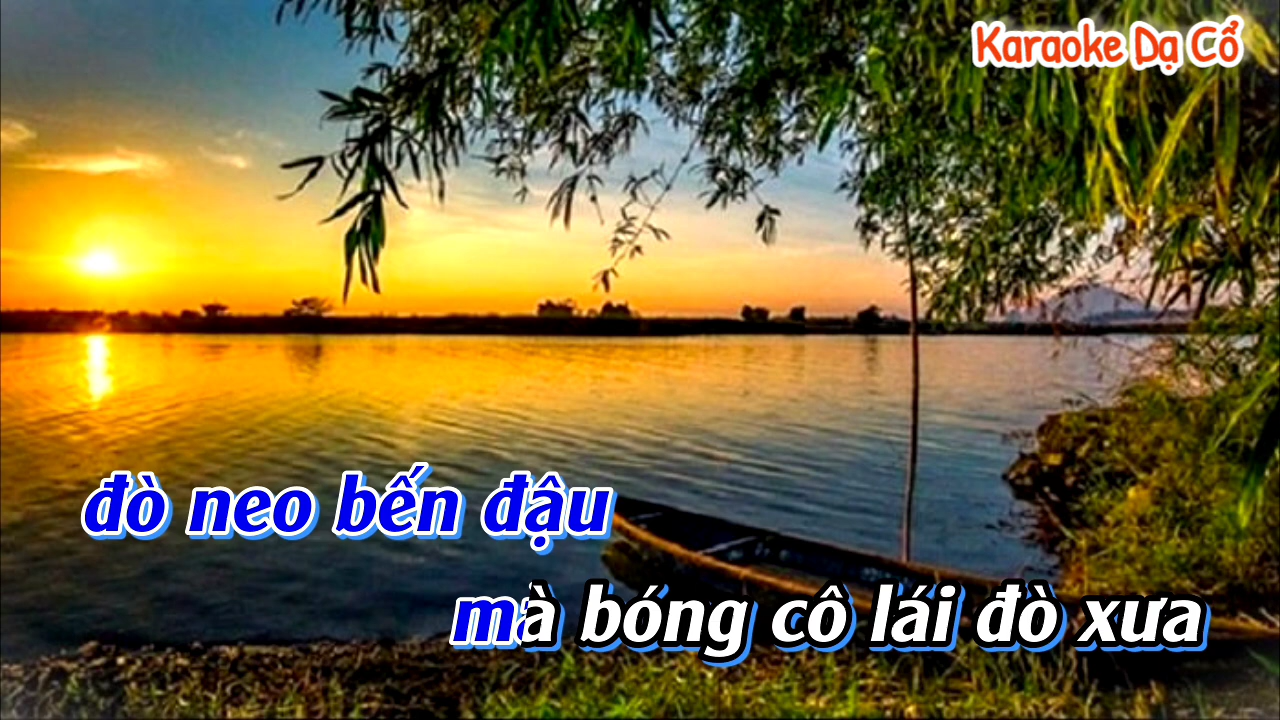 Karaoke Dạ Cổ
đò neo bến đậu
mà bóng cô lái đò xưa